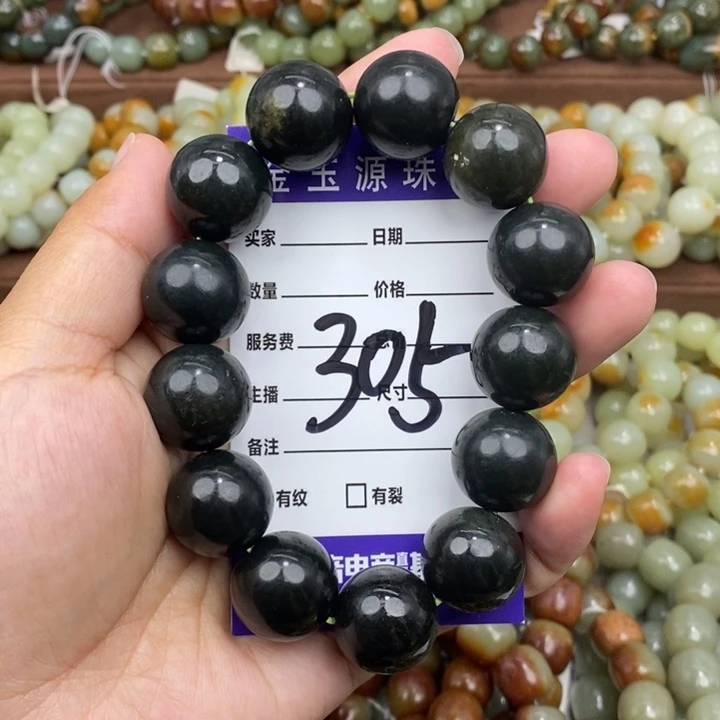 金玉源珠
买家 日期
数量 价格
服务费
305
主播 尺寸
备注
有纹 有裂